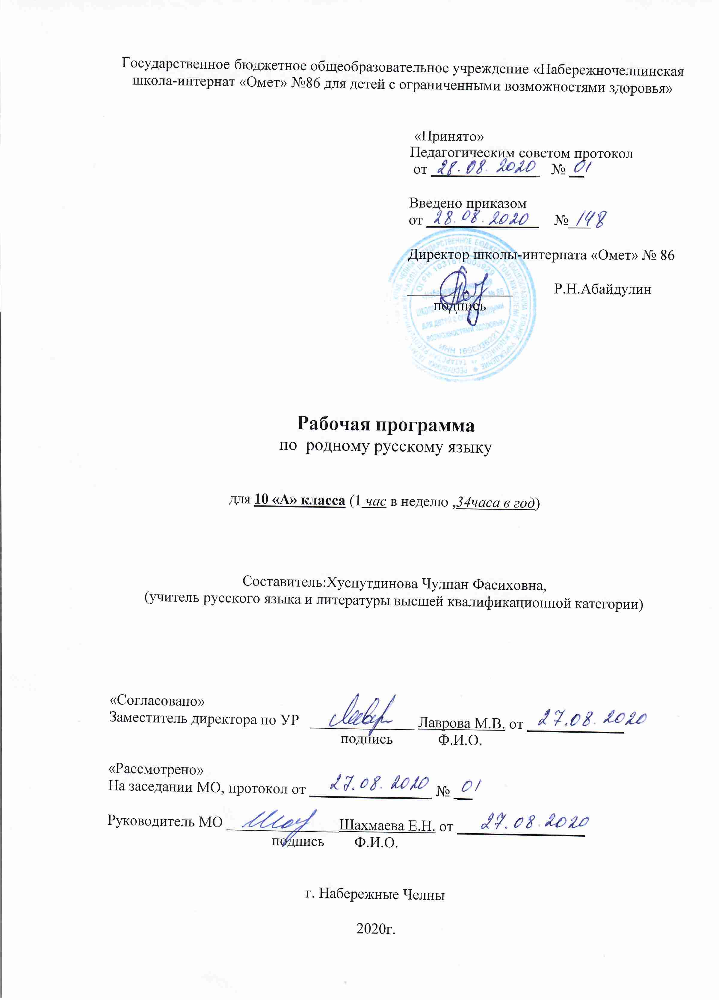 Государственное бюджетное общеобразовательное учреждение «Набережночелнинская
школа-интернат «Омет» №86 для детей с ограниченными возможностями здоровья»
«Принято»
Педагогическим советом протокол
от 28.08.2020 № 01
Введено приказом
от 28.08.2020 № 148
Директор школы-интерната «Омет» № 86
Р.Н.Абайдулин
подпись
для детей с ограниченными
возможностями здоровья»
ИНН 1650036221
Рабочая программа
по родному русскому языку
для 10 «А» класса (1 час в неделю ,34часа в год)
Составитель:Хуснутдинова Чулпан Фасиховна,
(учитель русского языка и литературы высшей квалификационной категории)
«Согласовано»
Заместитель директора по УР Лаврова М.В. от 27.08.2020
подпись Ф.И.О.
«Рассмотрено»
На заседании МО, протокол от 27.08.2020 № 01
Руководитель МО Шахмаева Е.Н. от 27.08.2020
подпись Ф.И.О.
г. Набережные Челны
2020г.